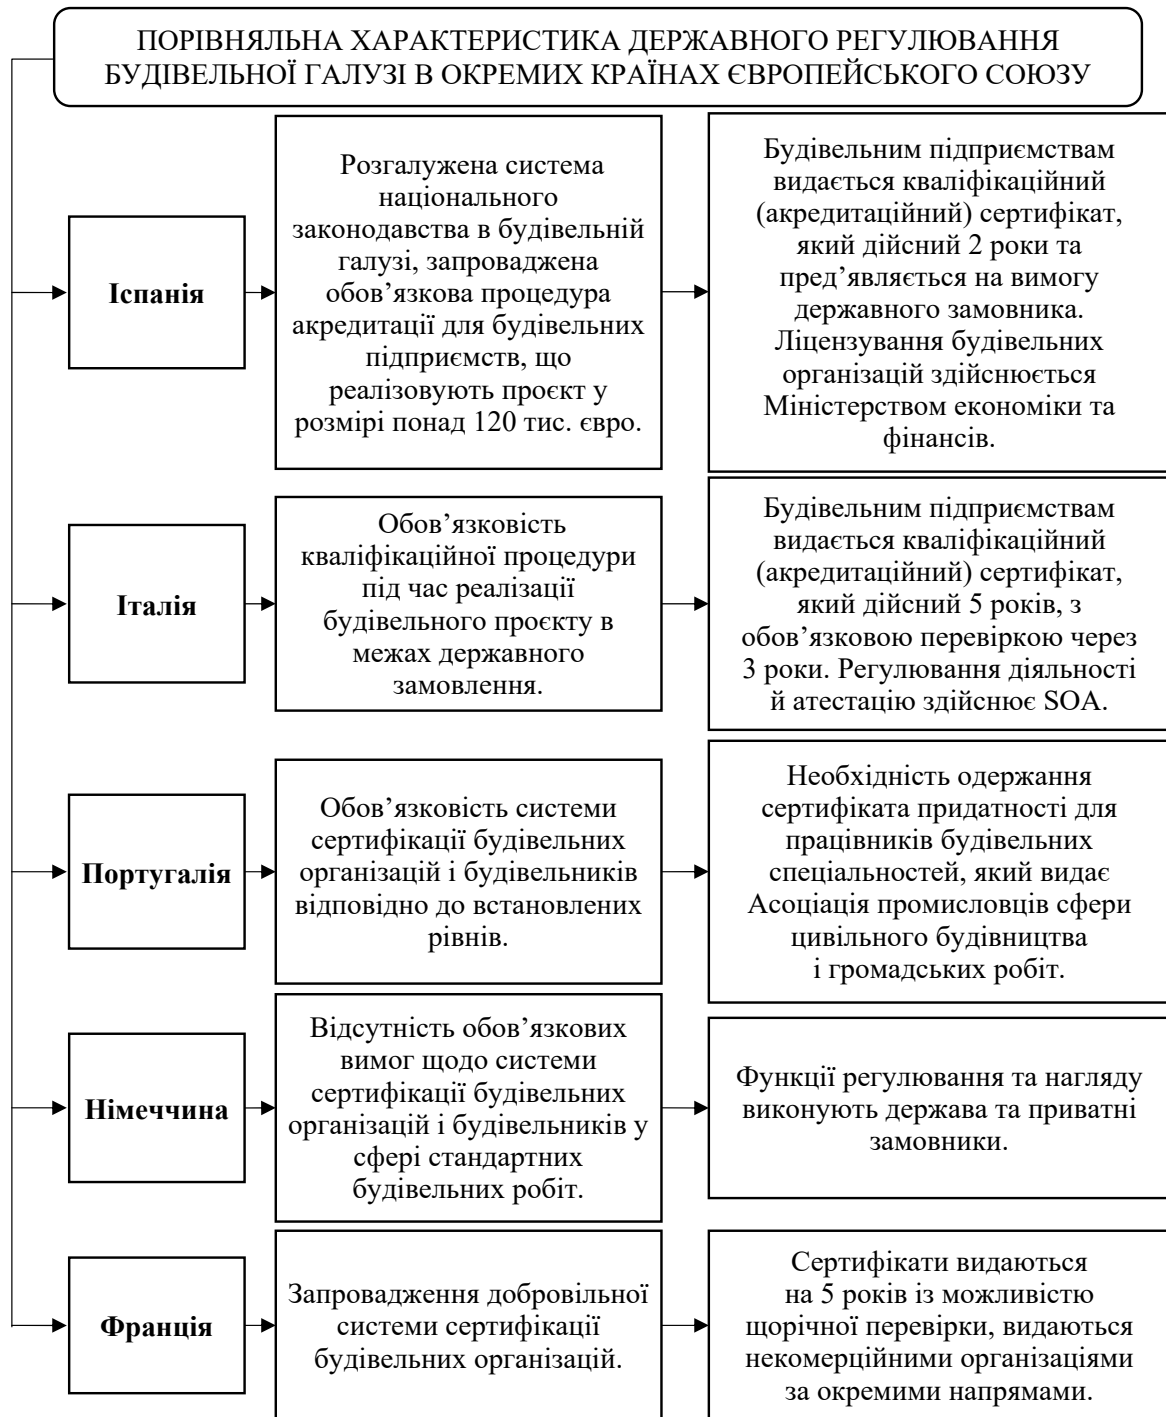 ПОРІВНЯЛЬНА ХАРАКТЕРИСТИКА ДЕРЖАВНОГО РЕГУЛЮВАННЯ
БУДІВЕЛЬНОЇ ГАЛУЗІ В ОКРЕМИХ КРАЇНАХ ЄВРОПЕЙСЬКОГО СОЮЗУ
Іспанія
Розгалужена система
національного
законодавства в будівельній
галузі, запроваджена
обов’язкова процедура
акредитації для будівельних
підприємств, що
реалізовують проєкт у
розмірі понад 120 тис. євро.
Будівельним підприємствам
видається кваліфікаційний
(акредитаційний) сертифікат,
який дійсний 2 роки та
пред’являється на вимогу
державного замовника.
Ліцензування будівельних
організацій здійснюється
Міністерством економіки та
фінансів.
Італія
Обов’язковість
кваліфікаційної процедури
під час реалізації
будівельного проєкту в
межах державного
замовлення.
Будівельним підприємствам
видається кваліфікаційний
(акредитаційний) сертифікат,
який дійсний 5 років, з
обов’язковою перевіркою через
3 роки. Регулювання діяльності
й атестацію здійснює SOA.
Португалія
Обов’язковість системи
сертифікації будівельних
організацій і будівельників
відповідно до встановлених
рівнів.
Необхідність одержання
сертифіката придатності для
працівників будівельних
спеціальностей, який видає
Асоціація промисловців сфери
цивільного будівництва
і громадських робіт.
Німеччина
Відсутність обов’язкових
вимог щодо системи
сертифікації будівельних
організацій і будівельників у
сфері стандартних
будівельних робіт.
Функції регулювання та нагляду
виконують держава та приватні
замовники.
Франція
Запровадження добровільної
системи сертифікації
будівельних організацій.
Сертифікати видаються
на 5 років із можливістю
щорічної перевірки, видаються
некомерційними організаціями
за окремими напрямами.